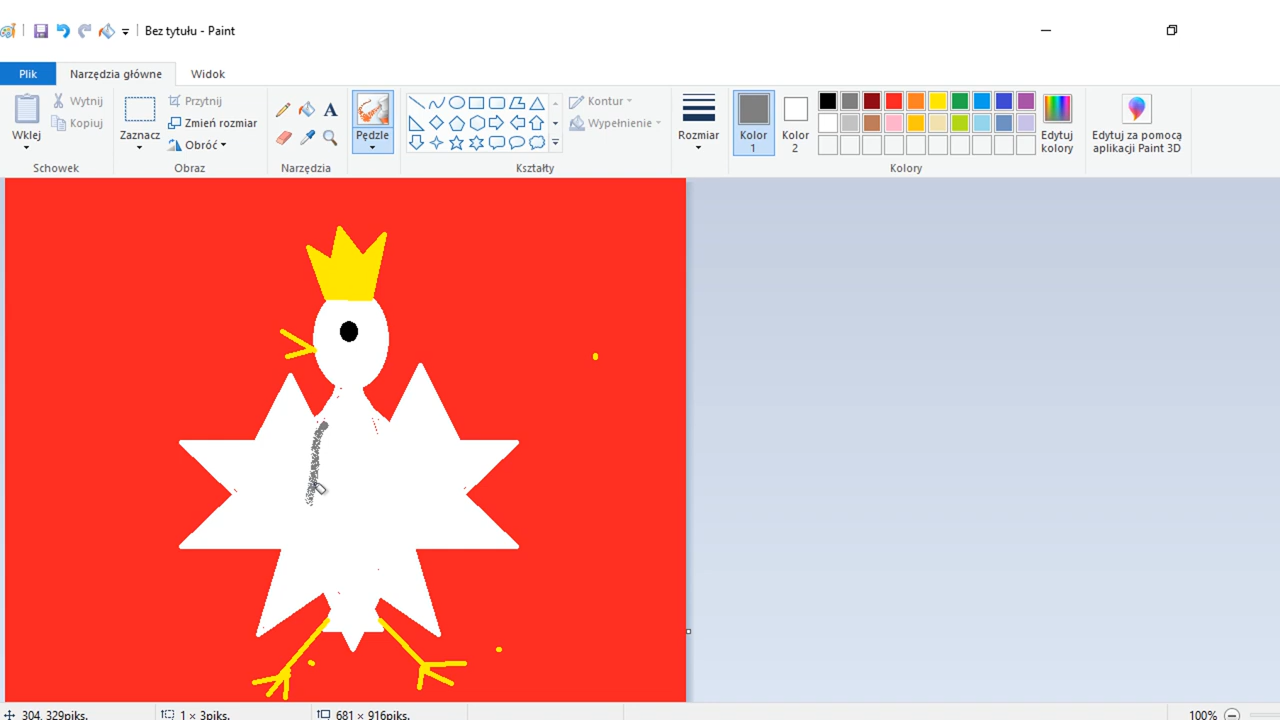 Bez tytułu - Paint
Plik Narzędzia główne Widok
Wklej
Wytnij
Kopiuj
Schowek
Zaznacz
Przytnij
Zmień rozmiar
Obróć
Obraz
A
Narzędzia
Pędzle
Kontur
Wypełnienie
Kształty
Rozmiar
Kolor
1
Kolor
2
Edytuj
kolory
Kolory
Edytuj za pomocą
aplikacji Paint 3D
304, 329piks. 1 × 3piks. 681 × 916piks. 100%